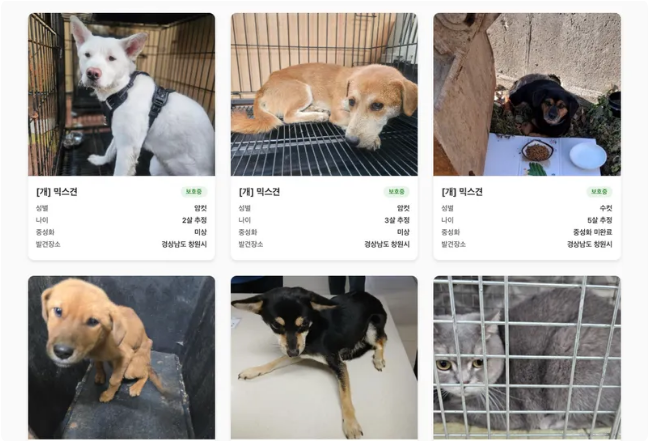 [개] 믹스견 보호중
성별 암컷
나이 2살 추정
중성화 미상
발견장소 경상남도 창원시
[개] 믹스견 보호중
성별 암컷
나이 3살 추정
중성화 미상
발견장소 경상남도 창원시
[개] 믹스견 보호중
성별 수컷
나이 5살 추정
중성화 중성화 미완료
발견장소 경상남도 창원시